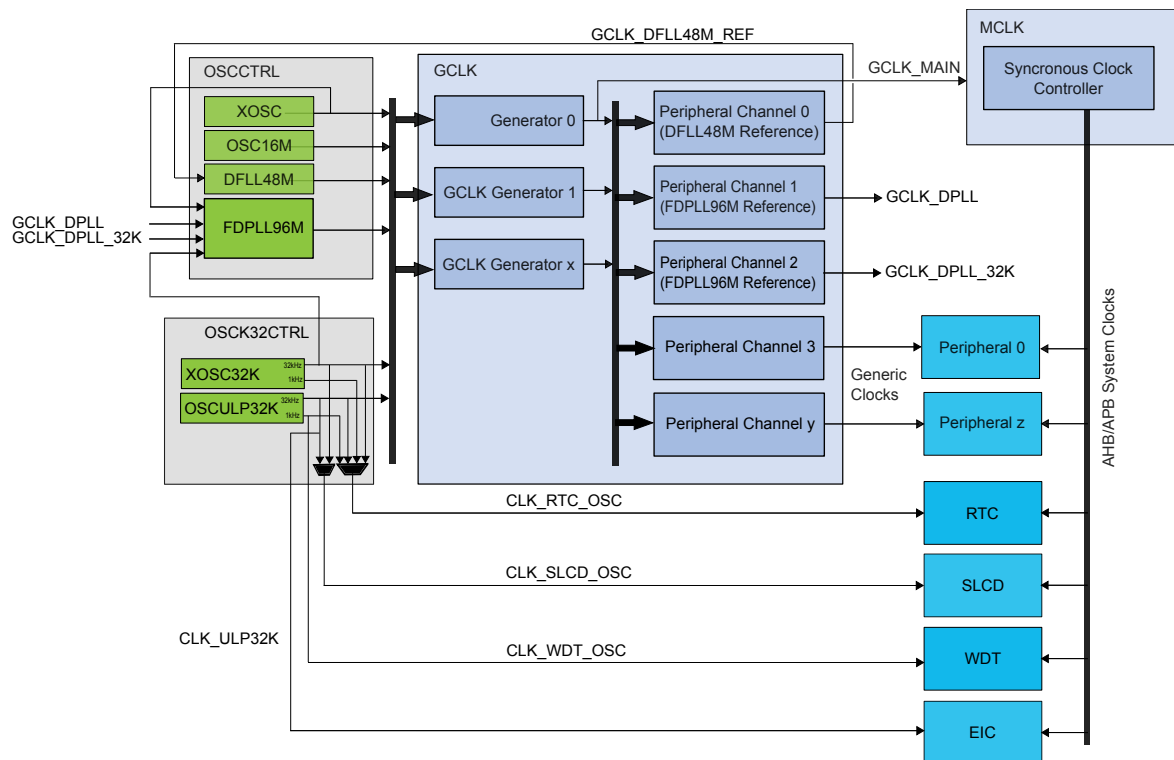 GCLK_DFLL48M_REF
MCLK
OSCCTRL
GCLK
GCLK_MAIN
Syncronous Clock
Controller
XOSC
OSC16M
DFLL48M
FDPLL96M
GCLK_DPLL
GCLK_DPLL_32K
Generator 0
GCLK Generator 1
GCLK Generator x
Peripheral Channel 0
(DFLL48M Reference)
Peripheral Channel 1
(FDPLL96M Reference)
Peripheral Channel 2
(FDPLL96M Reference)
Peripheral Channel 3
Peripheral Channel y
GCLK_DPLL
GCLK_DPLL_32K
Generic
Clocks
Peripheral 0
Peripheral z
AHB/APB System Clocks
OSCK32CTRL
XOSC32K
32kHz
1kHz
OSCULP32K
32kHz
1kHz
CLK_RTC_OSC
RTC
CLK_SLCD_OSC
SLCD
CLK_ULP32K
CLK_WDT_OSC
WDT
EIC